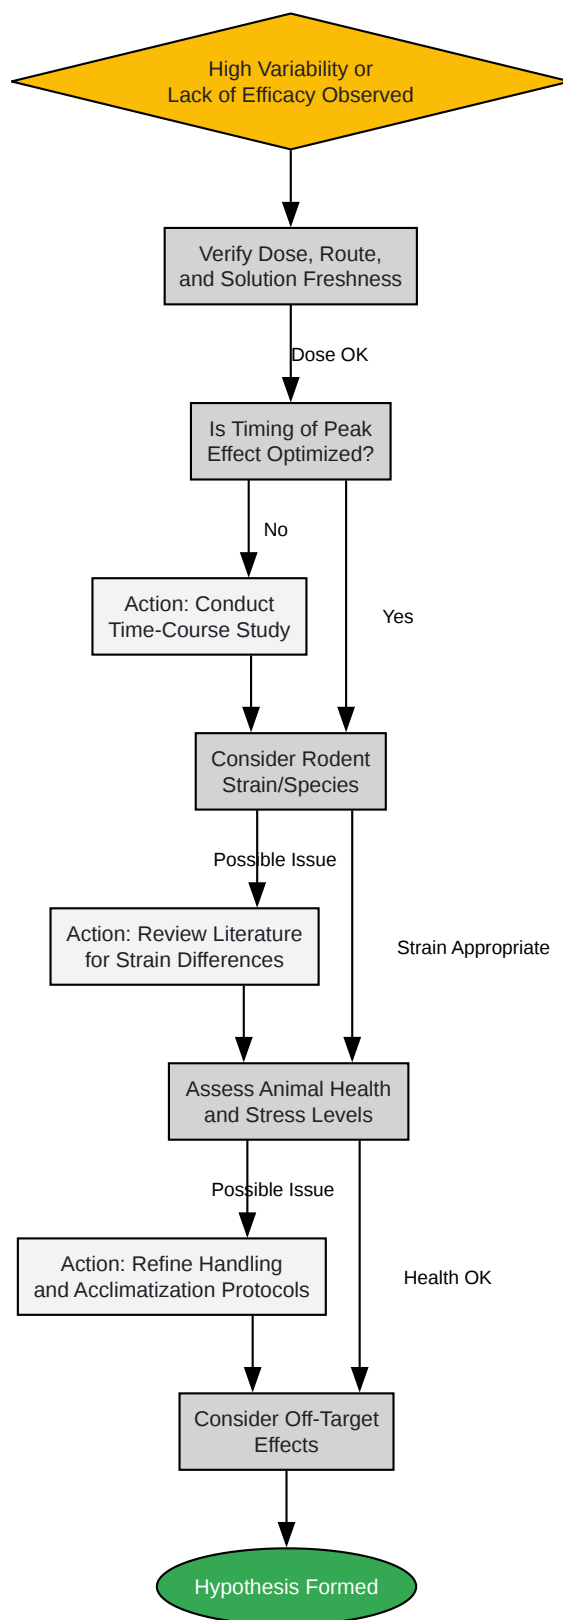 High Variability or
Lack of Efficacy Observed
Verify Dose, Route,
and Solution Freshness
Dose OK
Is Timing of Peak
Effect Optimized?
No
Action: Conduct
Time-Course Study
Yes
Consider Rodent
Strain/Species
Possible Issue
Action: Review Literature
for Strain Differences
Strain Appropriate
Assess Animal Health
and Stress Levels
Possible Issue
Action: Refine Handling
and Acclimatization Protocols
Health OK
Consider Off-Target
Effects
Hypothesis Formed